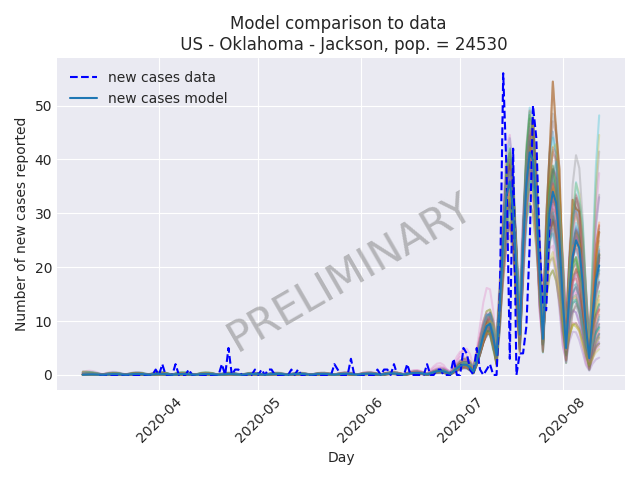 Model comparison to data
US - Oklahoma - Jackson, pop. = 24530
new cases data
new cases model
Number of new cases reported
50
40
30
20
10
0
PRELIMINARY
2020-04
2020-05
2020-06
2020-07
2020-08
Day